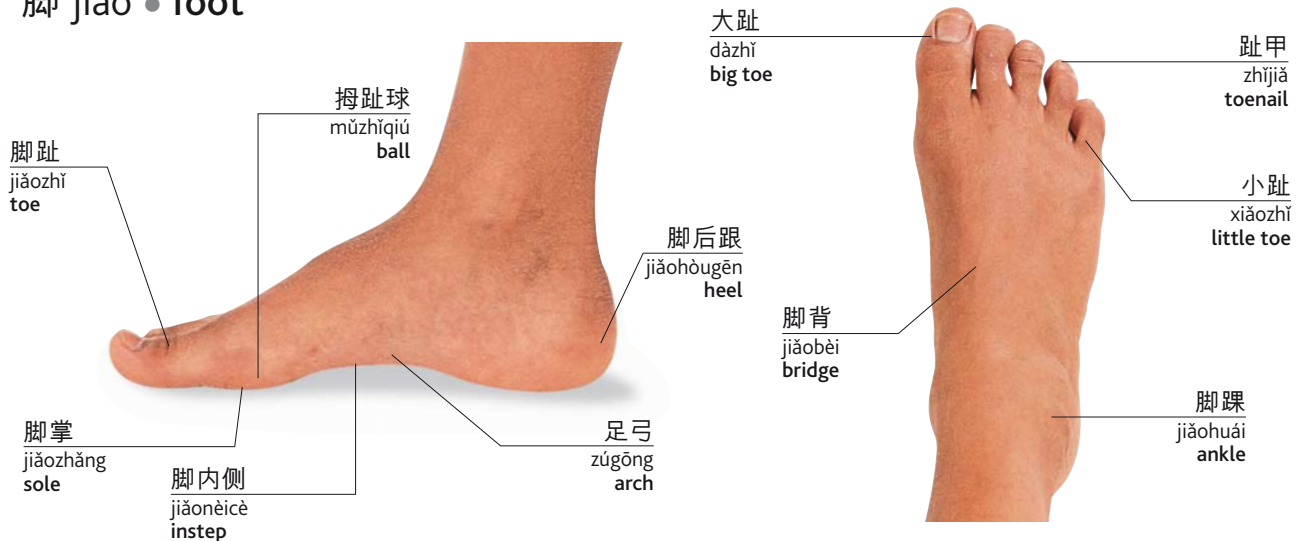 脚 jiǎo • foot
脚趾
jiǎozhǐ
toe
拇趾球
mǔzhǐqiú
ball
脚后跟
jiǎohòugēn
heel
脚掌
jiǎozhǎng
sole
脚内侧
jiǎonèicè
instep
足弓
zúgōng
arch
大趾
dàzhǐ
big toe
趾甲
zhǐjiǎ
toenail
小趾
xiǎozhǐ
little toe
脚背
jiǎobèi
bridge
脚踝
jiǎohuái
ankle